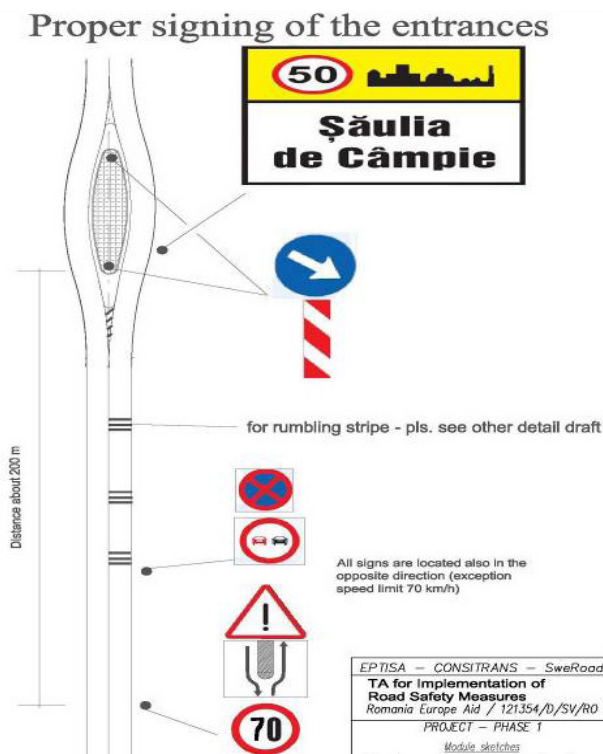 Proper signing of the entrances
50
Şăulia
de Câmpie
for rumbling stripe - pls. see other detail draft
Distance about 200 m
All signs are located also in the
opposite direction (exception
speed limit 70 km/h)
!
70
EPTISA - CONSITRANS - SweRoad
TA for Implementation of
Road Safety Measures
Romania Europe Aid / 121354/D/SV/RO
PROJECT - PHASE 1
Module sketches